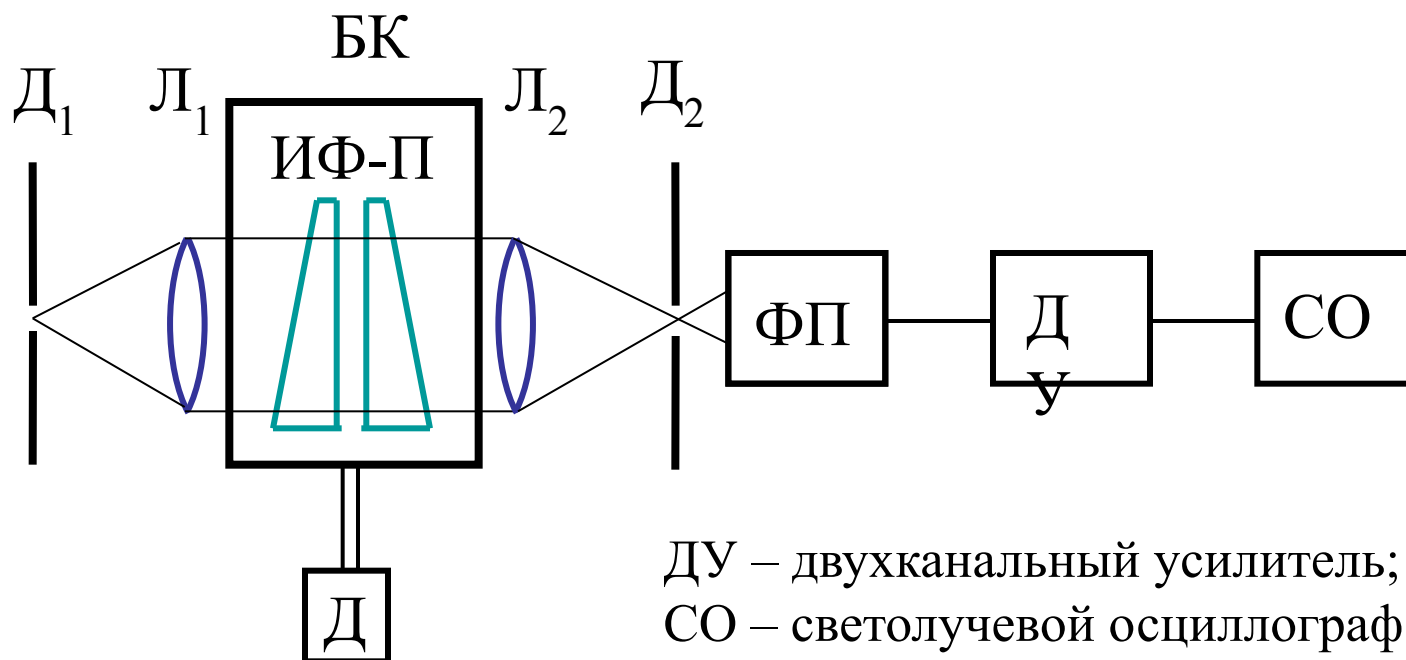 БК
Д1 Л1 Л2 Д2
ИФ-П
ФП
Д
У
СО
ДУ – двухканальный усилитель;
СО – светолучевой осциллограф
Д